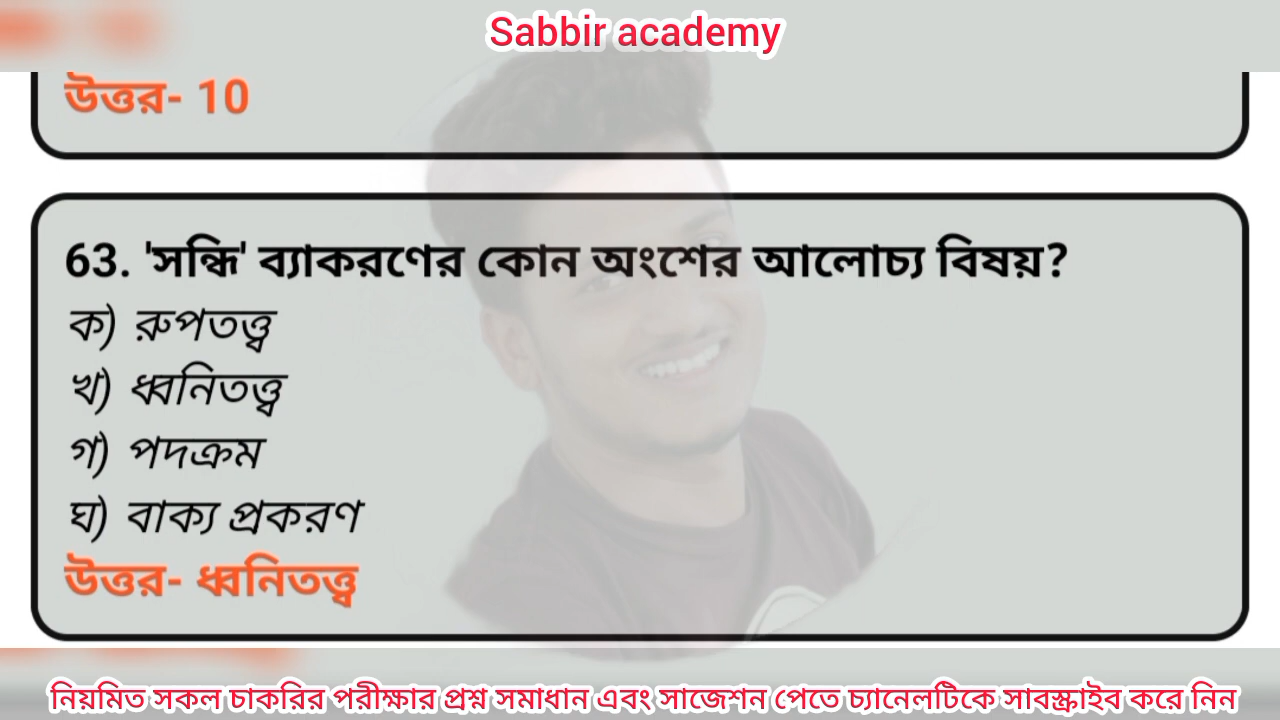 Sabbir academy
উত্তর- 10
63. 'সন্ধি' ব্যাকরণের কোন অংশের আলোচ্য বিষয়?
ক) রুপতত্ত্ব
খ) ধ্বনিতত্ত্ব
গ) পদক্রম
ঘ) বাক্য প্রকরণ
উত্তর- ধ্বনিতত্ত্ব
নিয়মিত সকল চাকরির পরীক্ষার প্রশ্ন সমাধান এবং সাজেশন পেতে চ্যানেলটিকে সাবস্ক্রাইব করে নিন